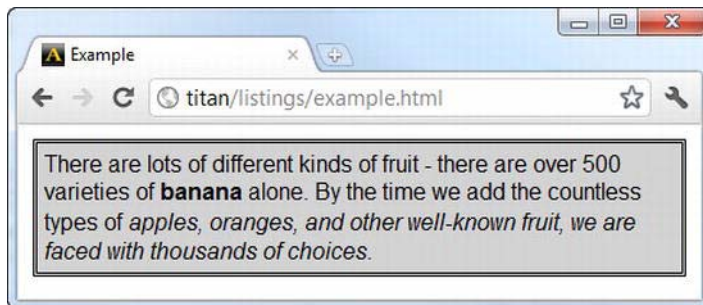 A Example
titan/listings/example.html
There are lots of different kinds of fruit - there are over 500
varieties of banana alone. By the time we add the countless
types of apples, oranges, and other well-known fruit, we are
faced with thousands of choices.